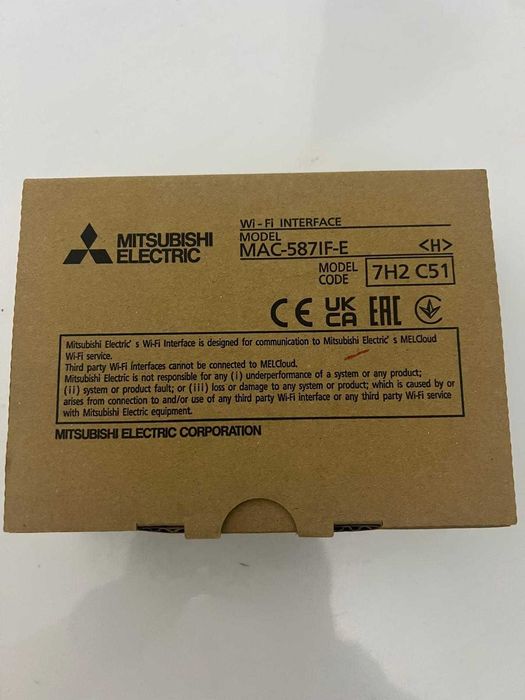 MITSUBISHI
ELECTRIC
Wi-Fi INTERFACE
MODEL
MAC-587IF-E <H>
MODEL
CODE 7H2 C51
CE UK
CA EAC
Mitsubishi Electric's Wi-Fi Interface is designed for communication to Mitsubishi Electric's MELCloud
Wi-Fi service.
Third party Wi-Fi interfaces cannot be connected to MELCloud.
Mitsubishi Electric is not responsible for any (i) underperformance of a system or any product;
(ii) system or product fault; or (iii) loss or damage to any system or product; which is caused by or
arises from connection to and/or use of any third party Wi-Fi interface or any third party Wi-Fi service
with Mitsubishi Electric equipment.
MITSUBISHI ELECTRIC CORPORATION